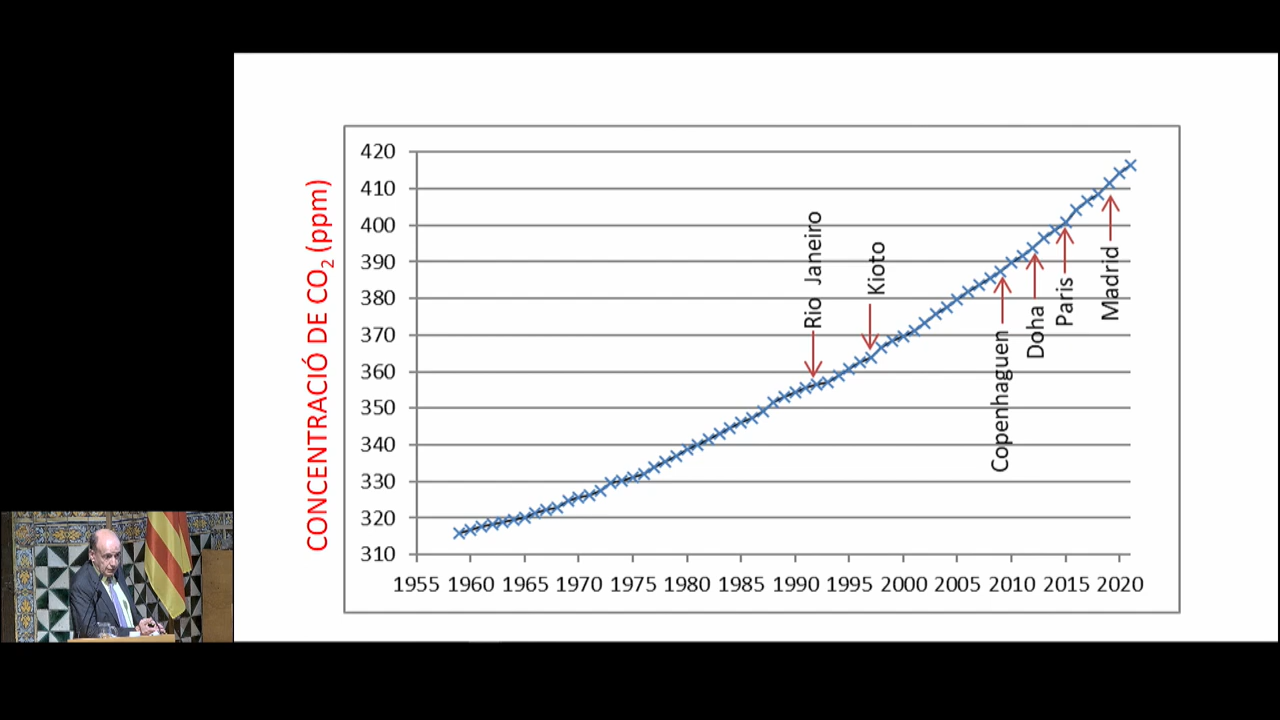 CONCENTRACIÓ DE CO2 (ppm)
420
410
400
390
380
370
360
350
340
330
320
310
1955 1960 1965 1970 1975 1980 1985 1990 1995 2000 2005 2010 2015 2020
Rio Janeiro
Kioto
Copenhaguen
Doha
Paris
Madrid